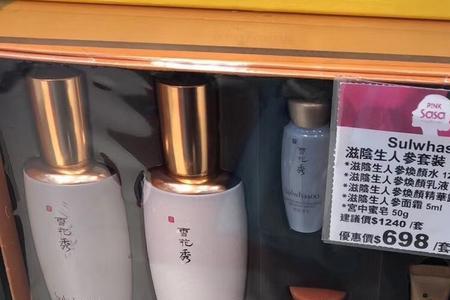 PINK
Sasa
Sulwhas
滋陰生人參套裝
*滋陰生人參煥顏水 12
*滋陰生人參煥顏乳液
*滋陰生人參煥顏精華
*滋陰生人參面霜 5ml
*宮中蜜皂 50g
建議價$1240 /套
優惠價$698 /套
雪花秀
雪花秀
雪花秀
Sulwhasoo